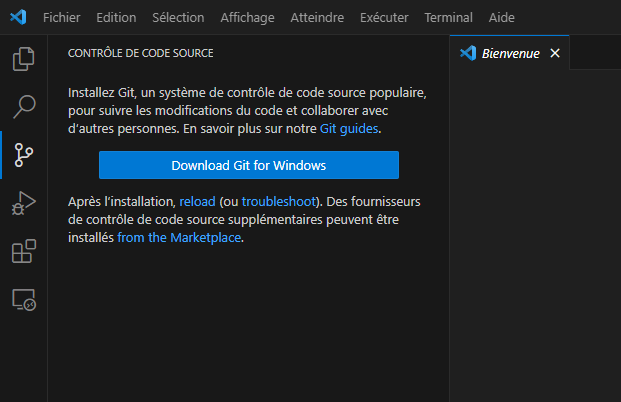 Fichier Edition Sélection Affichage Atteindre Exécuter Terminal Aide
CONTRÔLE DE CODE SOURCE
Bienvenue
Installez Git, un système de contrôle de code source populaire,
pour suivre les modifications du code et collaborer avec
d'autres personnes. En savoir plus sur notre Git guides.
Download Git for Windows
Après l'installation, reload (ou troubleshoot). Des fournisseurs
de contrôle de code source supplémentaires peuvent être
installés from the Marketplace.